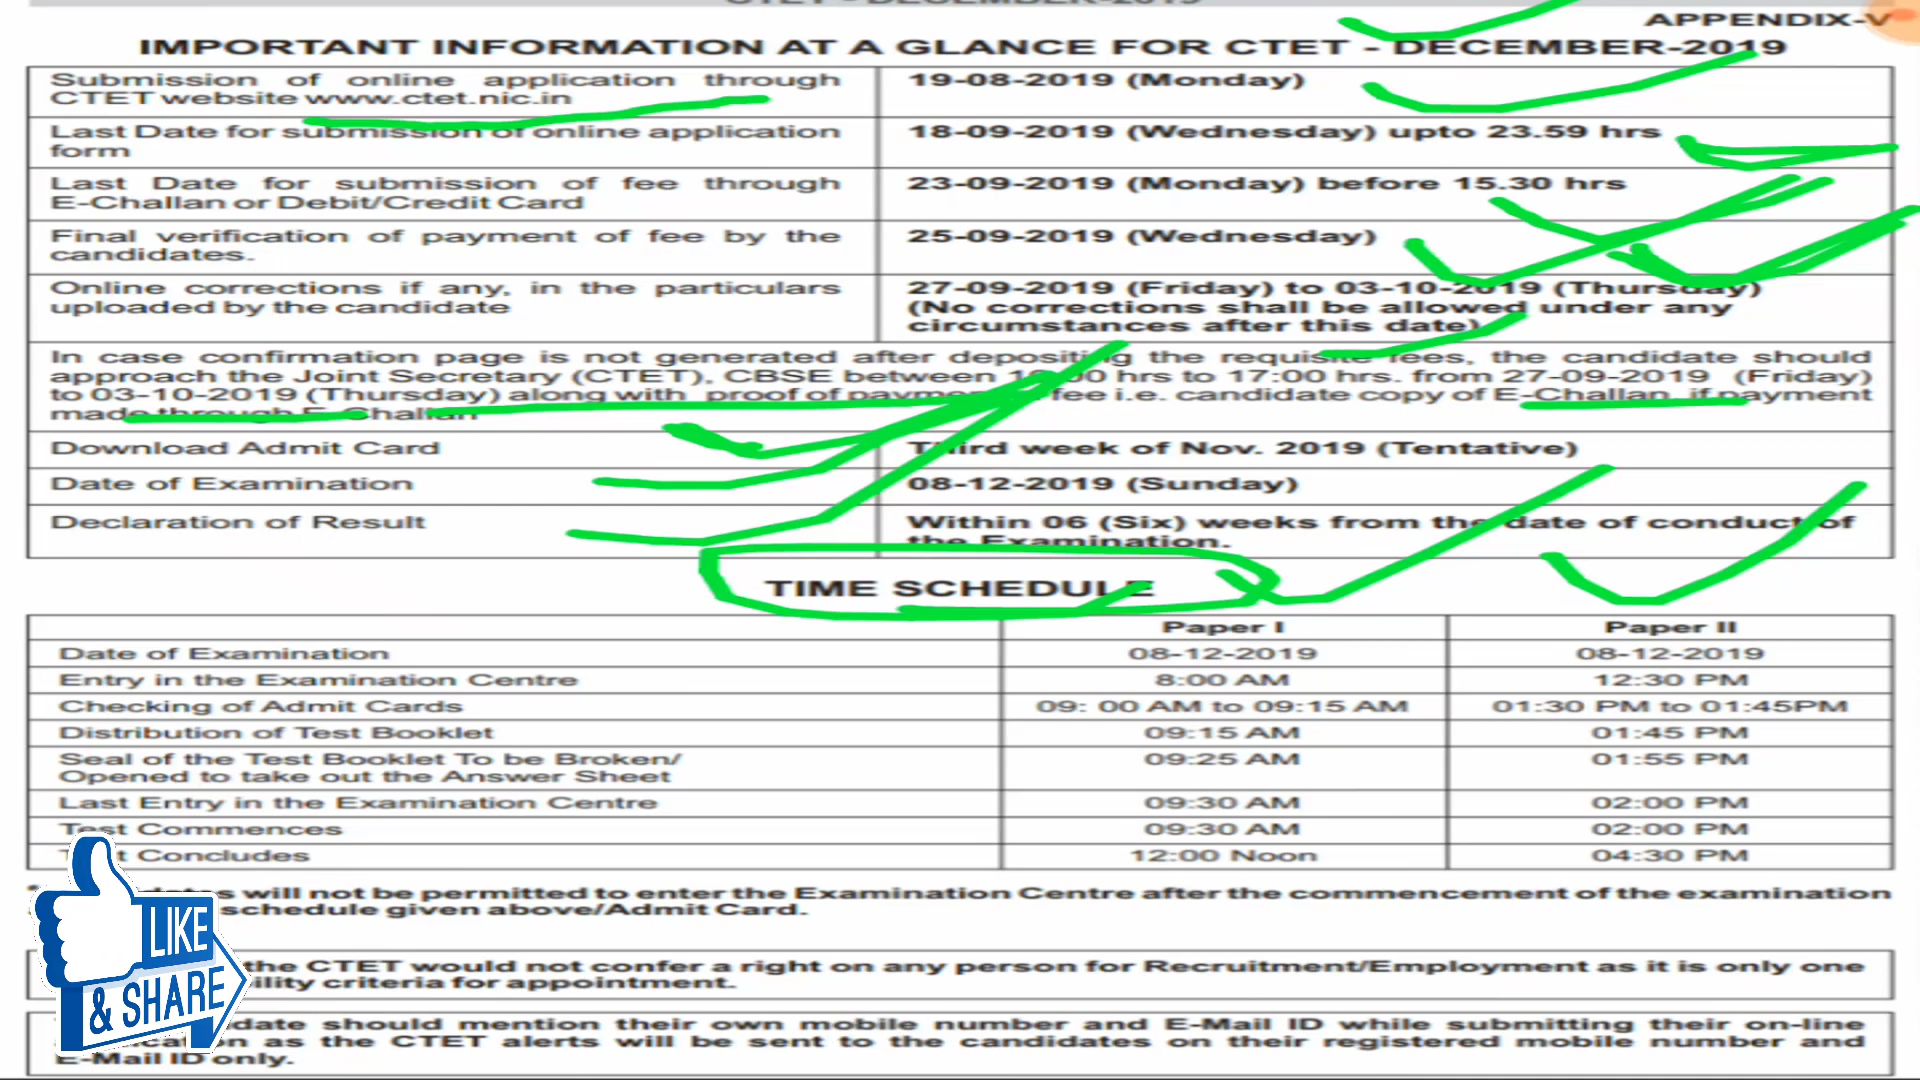 CTET - DECEMBER-2019
APPENDIX-V
IMPORTANT INFORMATION AT A GLANCE FOR CTET - DECEMBER-2019
Submission of online application through
CTET website www.ctet.nic.in
19-08-2019 (Monday)
Last Date for submission of online application
form
18-09-2019 (Wednesday) upto 23.59 hrs
Last Date for submission of fee through
E-Challan or Debit/Credit Card
23-09-2019 (Monday) before 15.30 hrs
Final verification of payment of fee by the
candidates.
25-09-2019 (Wednesday)
Online corrections if any, in the particulars
uploaded by the candidate
27-09-2019 (Friday) to 03-10-2019 (Thursday)
(No corrections shall be allowed under any
circumstances after this date)
In case confirmation page is not generated after depositing the requisite fees, the candidate should
approach the Joint Secretary (CTET), CBSE between hrs to 17:00 hrs. from 27-09-2019 (Friday)
to 03-10-2019 (Thursday) along with proof of payment fee i.e. candidate copy of E-Challan, if payment
made through E-Challan
Download Admit Card
Third week of Nov. 2019 (Tentative)
Date of Examination
08-12-2019 (Sunday)
Declaration of Result
Within 06 (Six) weeks from the date of conduct of
the Examination.
TIME SCHEDULE
Paper I Paper II
Date of Examination 08-12-2019 08-12-2019
Entry in the Examination Centre 8:00 AM 12:30 PM
Checking of Admit Cards 09: 00 AM to 09:15 AM 01:30 PM to 01:45PM
Distribution of Test Booklet 09:15 AM 01:45 PM
Seal of the Test Booklet To be Broken/
Opened to take out the Answer Sheet
09:25 AM 01:55 PM
Last Entry in the Examination Centre 09:30 AM 02:00 PM
Test Commences 09:30 AM 02:00 PM
Concludes 12:00 Noon 04:30 PM
will not be permitted to enter the Examination Centre after the commencement of the examination
schedule given above/Admit Card.
the CTET would not confer a right on any person for Recruitment/Employment as it is only one
criteria for appointment.
should mention their own mobile number and E-Mail ID while submitting their on-line
as the CTET alerts will be sent to the candidates on their registered mobile number and
E-Mail ID only.
LIKE
& SHARE